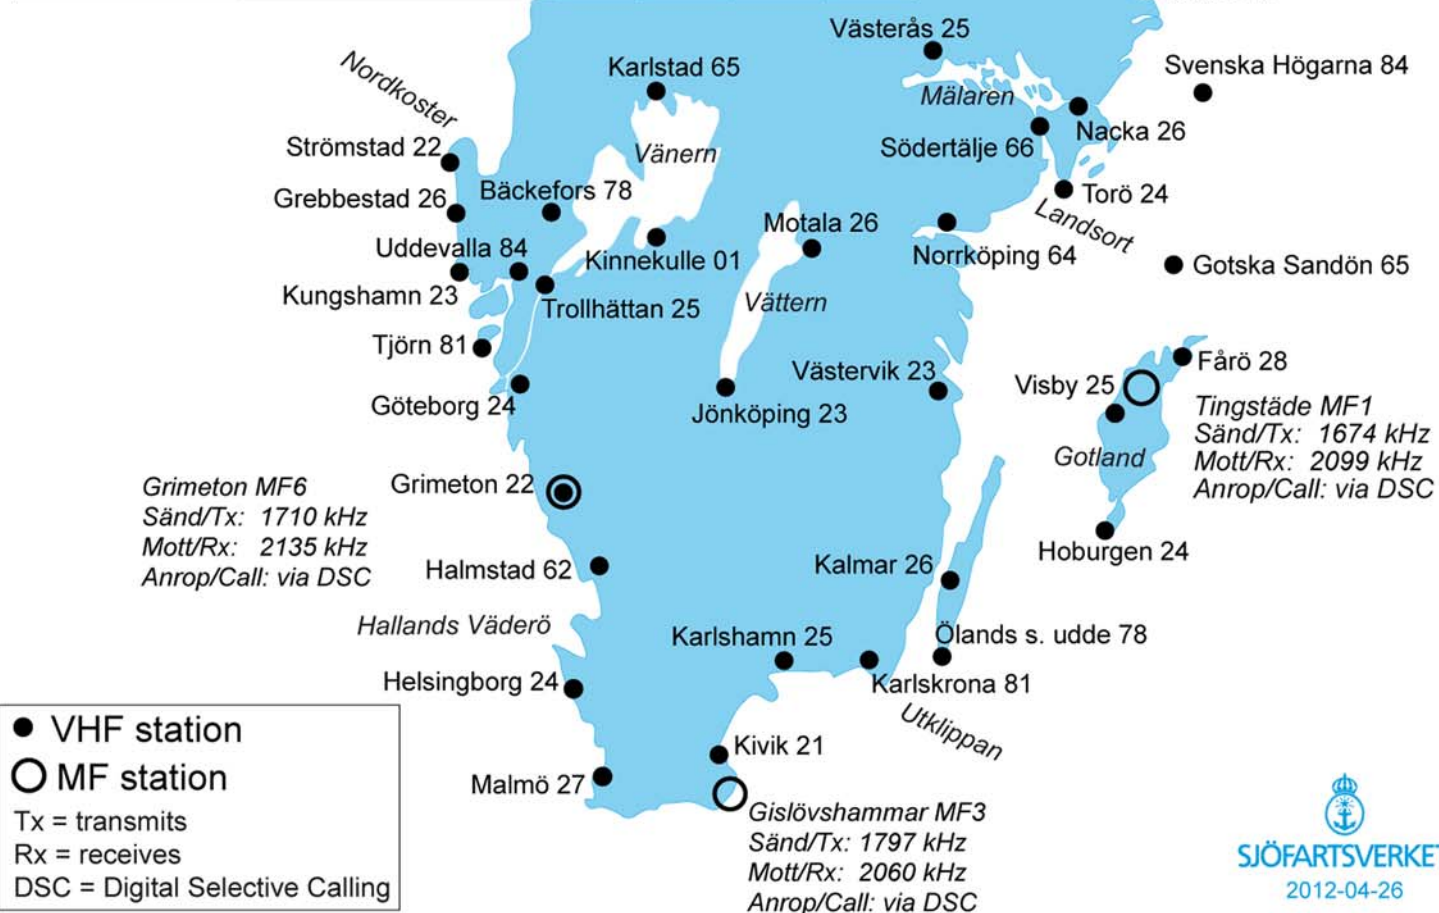 Västerås 25
Svenska Högarna 84
Karlstad 65
Nordkoster
Mälaren
Nacka 26
Strömstad 22
Vänern
Södertälje 66
Grebbestad 26
Bäckefors 78
Torö 24
Motala 26
Landsort
Uddevalla 84
Kinnekulle 01
Norrköping 64
Gotska Sandön 65
Kungshamn 23
Trollhättan 25
Vättern
Tjörn 81
Västervik 23
Fårö 28
Visby 25
Göteborg 24
Jönköping 23
Tingstäde MF1
Sänd/Tx: 1674 kHz
Mott/Rx: 2099 kHz
Anrop/Call: via DSC
Gotland
Grimeton 22
Grimeton MF6
Sänd/Tx: 1710 kHz
Mott/Rx: 2135 kHz
Anrop/Call: via DSC
Hoburgen 24
Halmstad 62
Kalmar 26
Hallands Väderö
Karlshamn 25
Ölands s. udde 78
Helsingborg 24
Karlskrona 81
Utklippan
Kivik 21
Malmö 27
Gislövshammar MF3
Sänd/Tx: 1797 kHz
Mott/Rx: 2060 kHz
Anrop/Call: via DSC
VHF station
MF station
Tx = transmits
Rx = receives
DSC = Digital Selective Calling
SJÖFARTSVERKET
2012-04-26